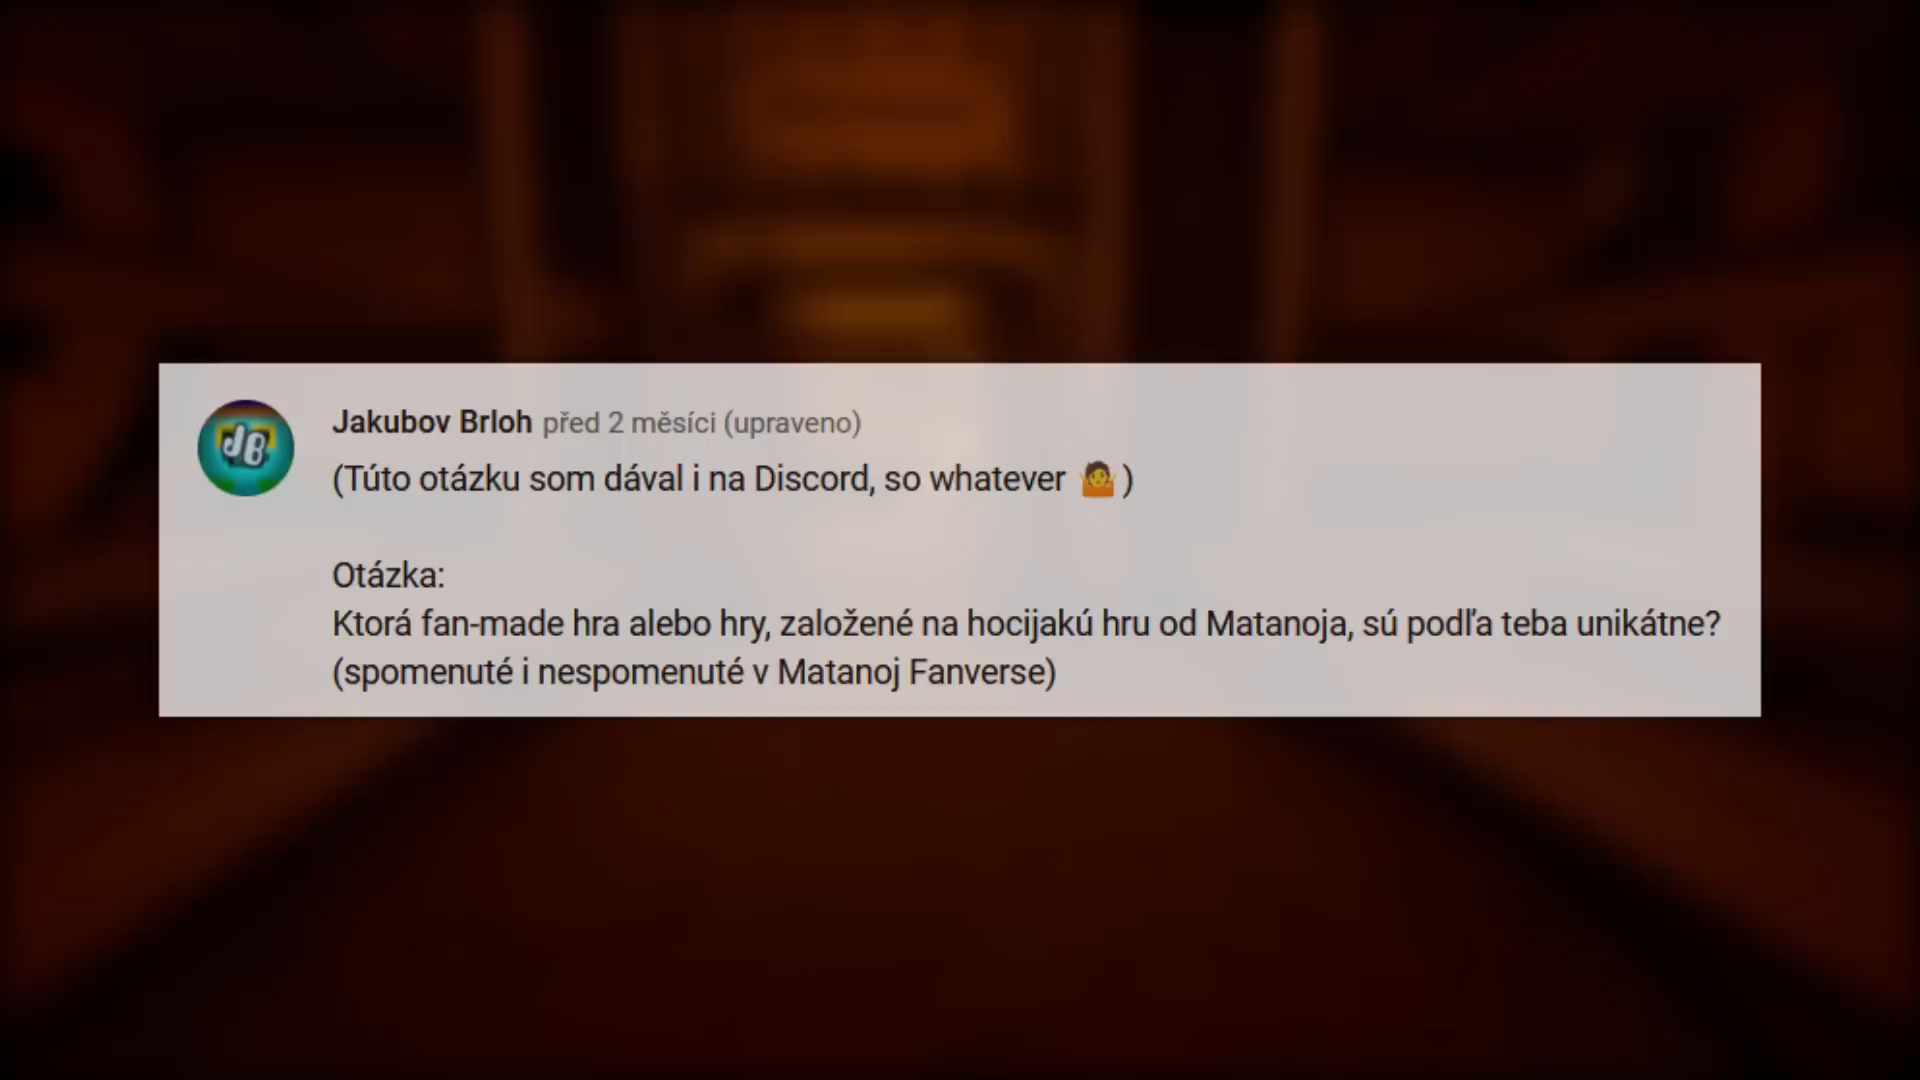 JB
Jakubov Brloh před 2 měsíci (upraveno)
(Túto otázku som dával i na Discord, so whatever 🤷)
Otázka:
Ktorá fan-made hra alebo hry, založené na hocijakú hru od Matanoja, sú podľa teba unikátne?
(spomenuté i nespomenuté v Matanoj Fanverse)